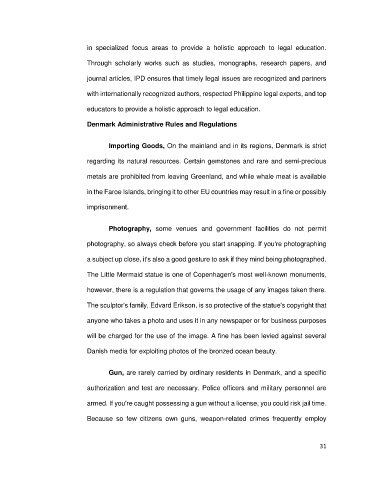 in specialized focus areas to provide a holistic approach to legal education.
Through scholarly works such as studies, monographs, research papers, and
journal articles, IPD ensures that timely legal issues are recognized and partners
with internationally recognized authors, respected Philippine legal experts, and top
educators to provide a holistic approach to legal education.
Denmark Administrative Rules and Regulations
Importing Goods, On the mainland and in its regions, Denmark is strict
regarding its natural resources. Certain gemstones and rare and semi-precious
metals are prohibited from leaving Greenland, and while whale meat is available
in the Faroe Islands, bringing it to other EU countries may result in a fine or possibly
imprisonment.
Photography, some venues and government facilities do not permit
photography, so always check before you start snapping. If you're photographing
a subject up close, it's also a good gesture to ask if they mind being photographed.
The Little Mermaid statue is one of Copenhagen's most well-known monuments,
however, there is a regulation that governs the usage of any images taken there.
The sculptor's family, Edvard Erikson, is so protective of the statue's copyright that
anyone who takes a photo and uses it in any newspaper or for business purposes
will be charged for the use of the image. A fine has been levied against several
Danish media for exploiting photos of the bronzed ocean beauty.
Gun, are rarely carried by ordinary residents in Denmark, and a specific
authorization and test are necessary. Police officers and military personnel are
armed. If you're caught possessing a gun without a license, you could risk jail time.
Because so few citizens own guns, weapon-related crimes frequently employ
31